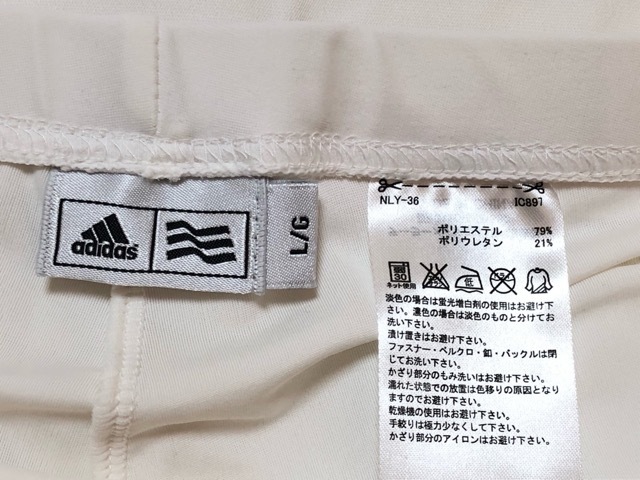 adidas
L/G
NLY-36 IC897
ポリエステル 79%
ポリウレタン 21%
30
低
ネット使用
淡色の場合は蛍光増白剤の使用はお避け下
さい。濃色の場合は淡色のものと分けてお
洗い下さい。
漬け置きはお避け下さい。
ファスナー・ベルクロ・釦・バックルは閉
じてお洗い下さい。
かざり部分のもみ洗いはお避け下さい。
濡れた状態での放置は色移りの原因となり
ますのでお避け下さい。
乾燥機の使用はお避け下さい。
手絞りは極力少なくして下さい。
かざり部分のアイロンはお避け下さい。